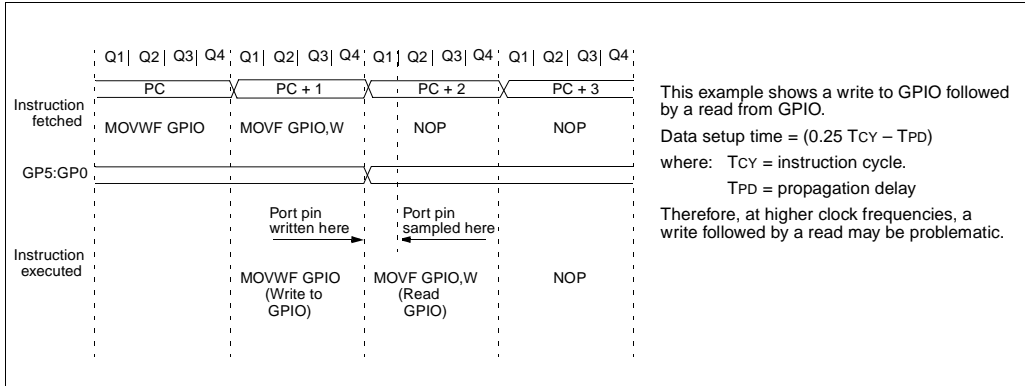 Q1| Q2| Q3| Q4| Q1| Q2| Q3| Q4| Q1| Q2| Q3| Q4| Q1| Q2| Q3| Q4
PC PC + 1 PC + 2 PC + 3
Instruction
fetched
MOVWF GPIO MOVF GPIO,W NOP NOP
GP5:GP0
Port pin
written here
Port pin
sampled here
Instruction
executed
MOVWF GPIO
(Write to
GPIO)
MOVF GPIO,W
(Read
GPIO)
NOP
This example shows a write to GPIO followed
by a read from GPIO.
Data setup time = (0.25 TCY – TPD)
where: TCY = instruction cycle.
TPD = propagation delay
Therefore, at higher clock frequencies, a
write followed by a read may be problematic.